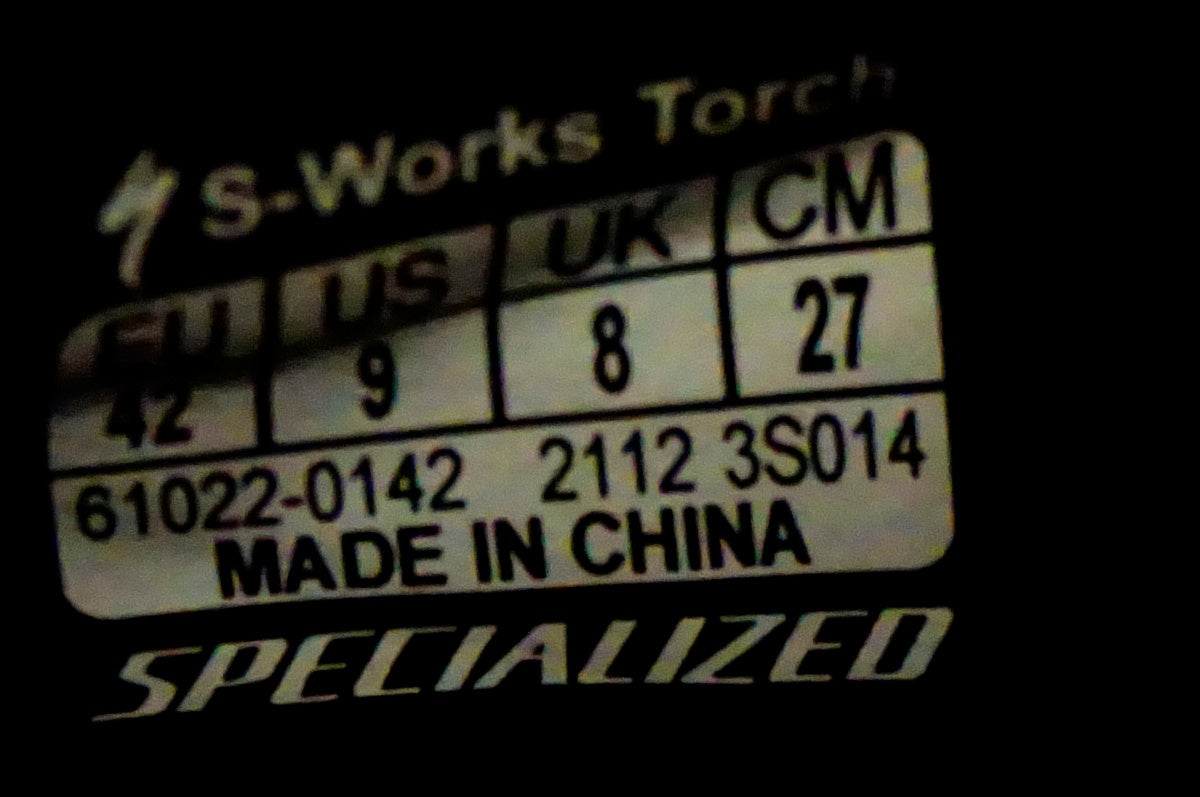 S-Works Torch
EU US UK CM
42 9 8 27
61022-0142 2112 3S014
MADE IN CHINA
SPECIALIZED